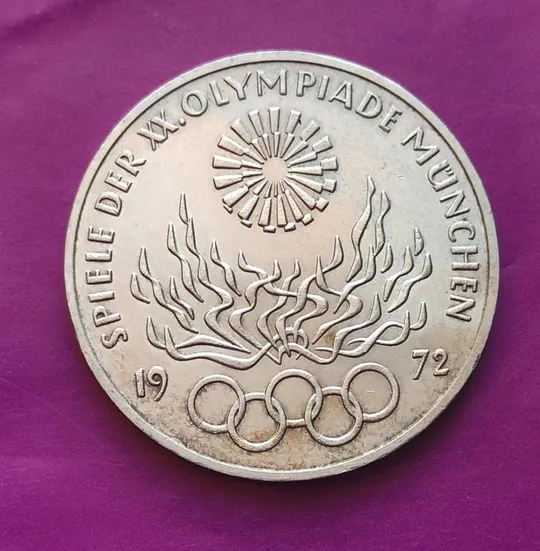 SPIELE DER XX. OLYMPIADE MÜNCHEN
19 72